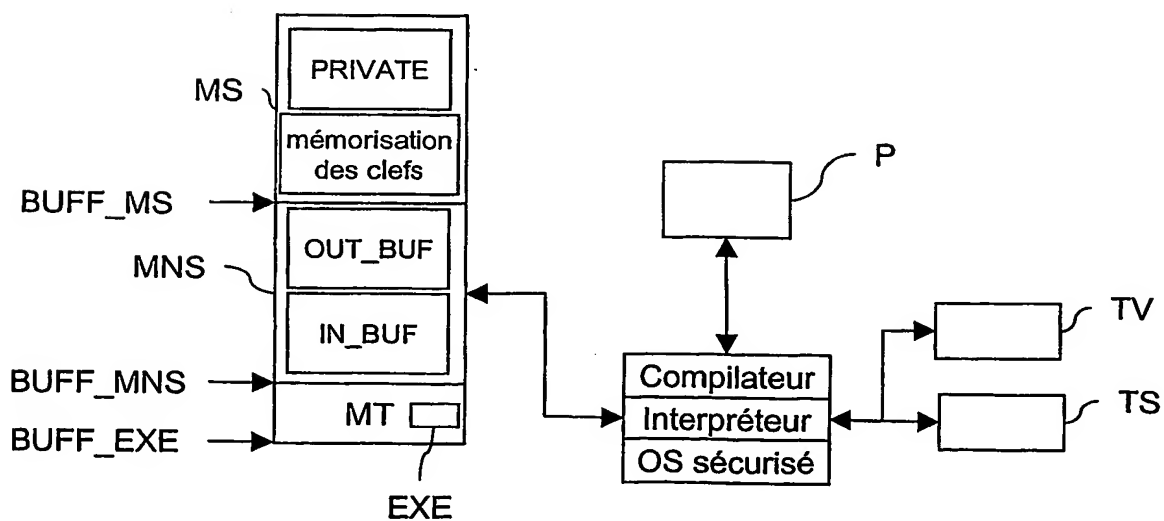 PRIVATE
MS
mémorisation
des clefs
P
BUFF_MS
OUT_BUF
MNS
IN_BUF
TV
Compilateur
BUFF_MNS
Interpréteur
TS
MT
BUFF_EXE
OS sécurisé
EXE